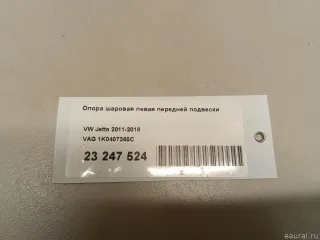 Опора шаровая левая передней подвески
VW Jetta 2011-2018
VAG 1K0407365C
23 247 524
eaural.ru